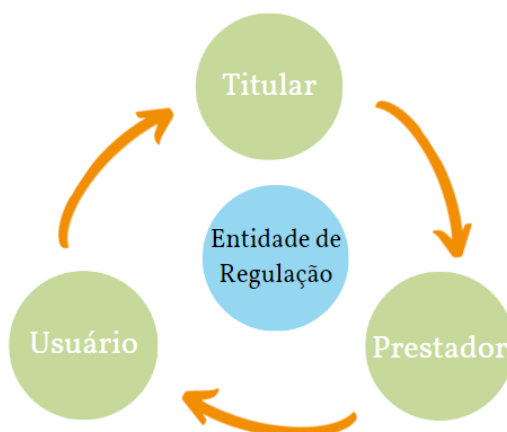 Titular
Entidade de
Regulação
Usuário
Prestador